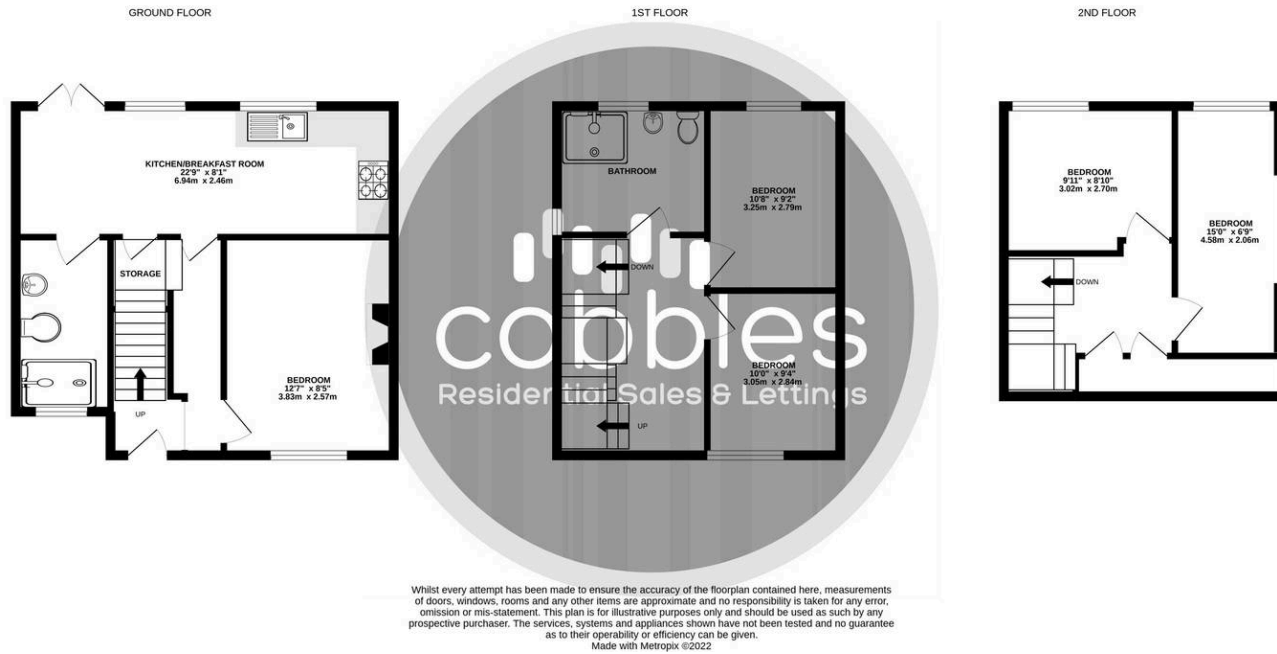 GROUND FLOOR
1ST FLOOR
2ND FLOOR
KITCHEN/BREAKFAST ROOM
22'9" x 8'1"
6.94m x 2.46m
STORAGE
UP
BEDROOM
12'7" x 8'5"
3.83m x 2.57m
BATHROOM
BEDROOM
10'8" x 9'2"
3.25m x 2.79m
DOWN
BEDROOM
10'0" x 9'4"
3.05m x 2.84m
UP
BEDROOM
9'11" x 8'10"
3.02m x 2.70m
BEDROOM
15'0" x 6'9"
4.58m x 2.06m
DOWN
cobbles
Residential Sales & Lettings
Whilst every attempt has been made to ensure the accuracy of the floorplan contained here, measurements
of doors, windows, rooms and any other items are approximate and no responsibility is taken for any error,
omission or mis-statement. This plan is for illustrative purposes only and should be used as such by any
prospective purchaser. The services, systems and appliances shown have not been tested and no guarantee
as to their operability or efficiency can be given.
Made with Metropix ©2022